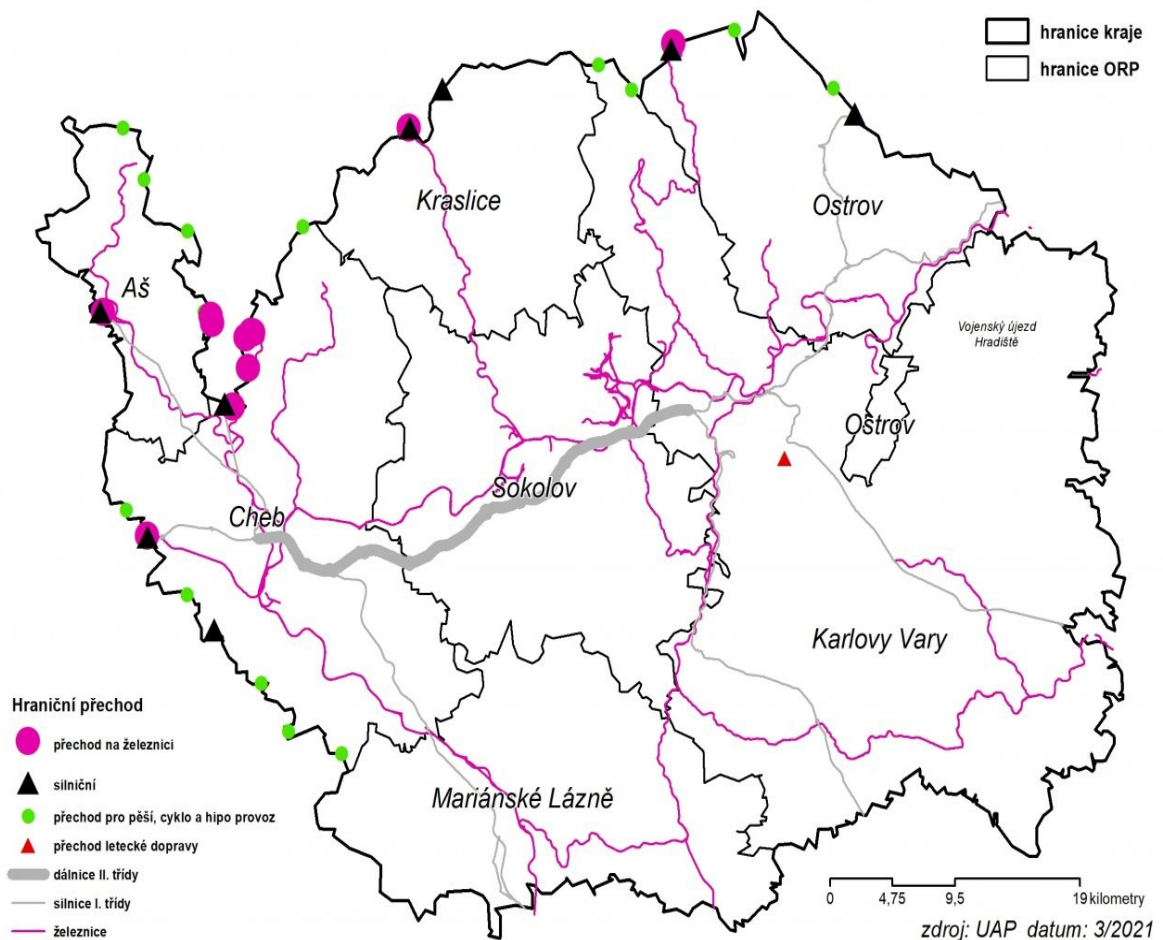 hranice kraje
hranice ORP
Kraslice
Ostrov
Aš
Vojenský újezd
Hradiště
Ostrov
Sokolov
Cheb
Karlovy Vary
Mariánské Lázně
Hraniční přechod
přechod na železnici
silniční
přechod pro pěší, cyklo a hipo provoz
přechod letecké dopravy
dálnice II. třídy
silnice I. třídy
železnice
0 4,75 9,5 19 kilometry
zdroj: UAP datum: 3/2021